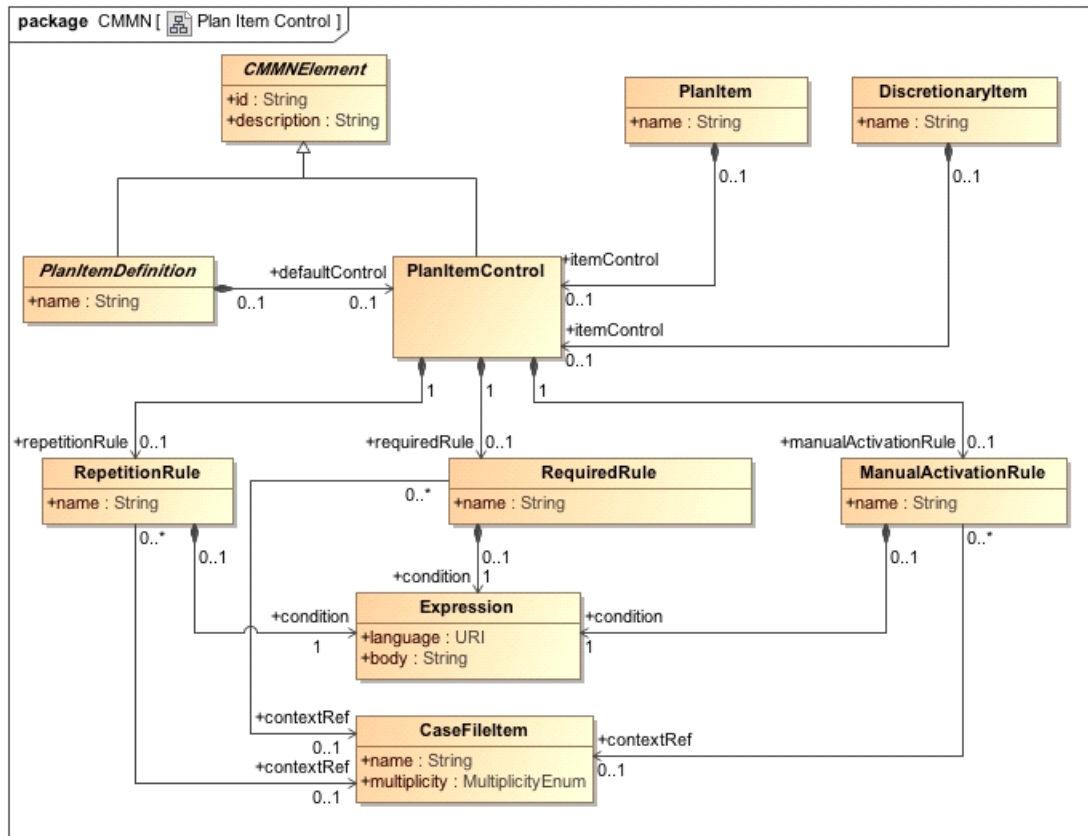 package CMMN [ Plan Item Control ]
CMMNElement
+id : String
+description : String
PlanItem
+name : String
DiscretionaryItem
+name : String
0..1
0..1
PlanItemDefinition
+name : String
+defaultControl
0..1
0..1
PlanItemControl
+itemControl
0..1
+itemControl
0..1
1
1
1
+repetitionRule
0..1
+requiredRule
0..1
+manualActivationRule
0..1
RepetitionRule
+name : String
RequiredRule
+name : String
ManualActivationRule
+name : String
0..*
0..*
0..1
0..1
0..1
0..*
+condition
1
+condition
1
+condition
1
Expression
+language : URI
+body : String
+contextRef
0..1
+contextRef
0..1
CaseFileItem
+name : String
+multiplicity : MultiplicityEnum
+contextRef
0..1